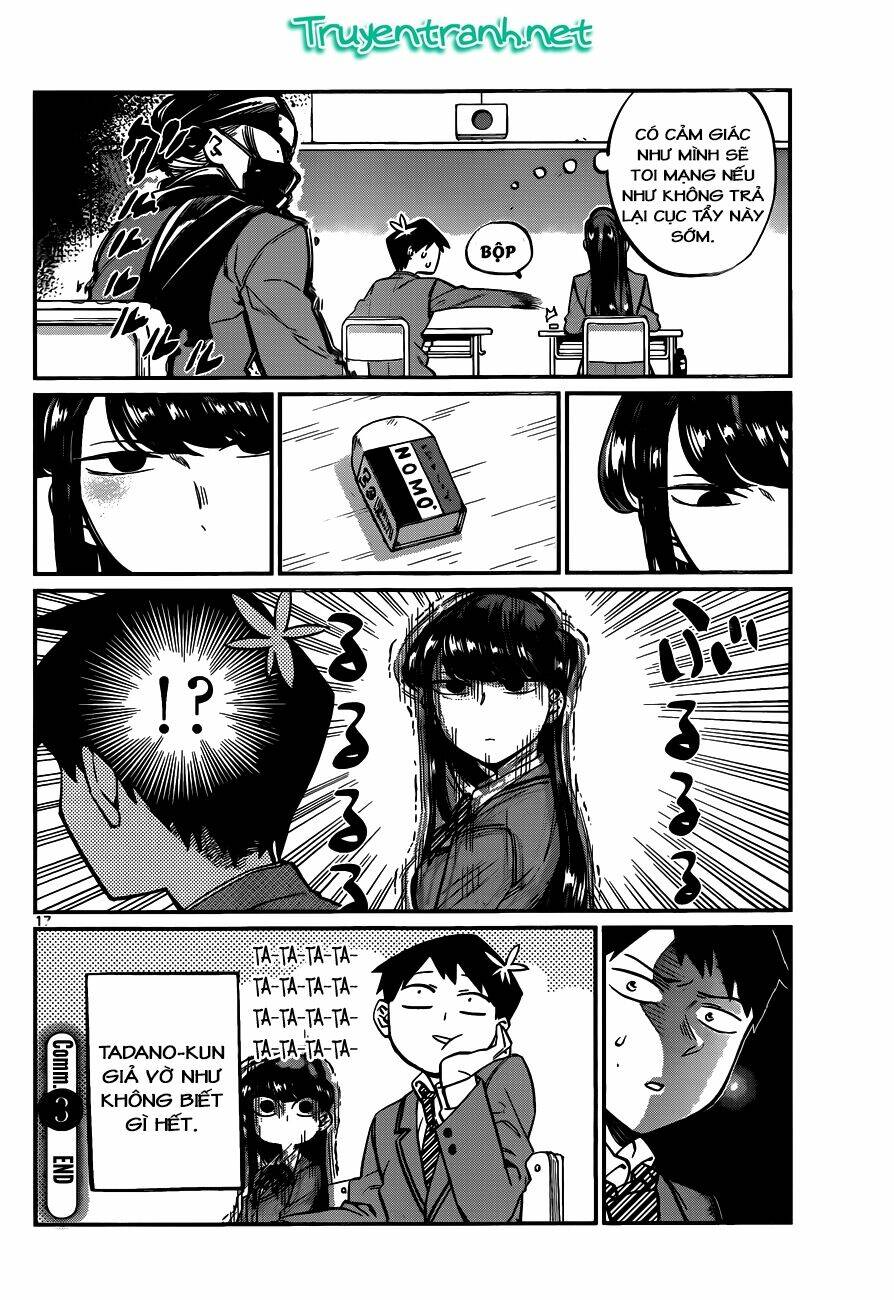 Truyentranh.net
CÓ CẢM GIÁC
NHƯ MÌNH SẼ
TOI MẠNG NẾU
NHƯ KHÔNG TRẢ
LẠI CỤC TẨY NÀY
SỚM.
BỘP
NOMO
!?
ぶるるるる
るるるる
17
TA-TA-TA-TA-
TA-TA-TA-TA-
TA-TA-TA-TA-
TA-TA-TA-TA-
TADANO-KUN
GIẢ VỜ NHƯ
KHÔNG BIẾT
GÌ HẾT.
Comm. 3 END